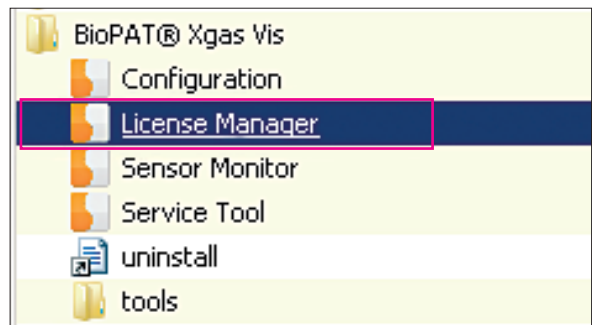 BioPAT® Xgas Vis
Configuration
License Manager
Sensor Monitor
Service Tool
uninstall
tools